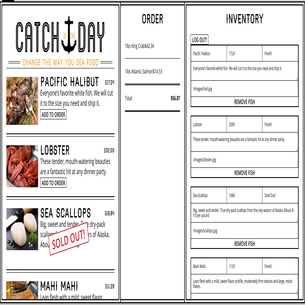 CATCH OF THE DAY
CHANGE THE WAY YOU SEA FOOD
PACIFIC HALIBUT $17.24
Everyone's favorite white fish. We will cut
it to the size you need and ship it.
ADD TO ORDER
LOBSTER $32.00
These tender, mouth-watering beauties
are a fantastic hit at any dinner party.
ADD TO ORDER
SEA SCALLOPS $16.84
Big, sweet and tender. dry-pack
of Alaska.
SOLD OUT!
MAHI MAHI $11.29
Lean flesh with a mild, sweet flavor
ORDER
1lbs King Crab$42.34
1lbs Atlantic Salmon$14.53
Total: $56.87
INVENTORY
LOG OUT!
Pacific Halibut 1724 Fresh
Everyone's favorite white fish. We will cut it to the size you need and ship it.
/images/hali.jpg
REMOVE FISH
Lobster 3200 Fresh
These tender, mouth-watering beauties are a fantastic hit at any dinner party.
/images/lobster.jpg
REMOVE FISH
Sea Scallops 1684 Sold Out
Big, sweet and tender. True dry-pack scallops from the icey waters of Alaska. About 8-
10 per pound
/images/scallops.jpg
REMOVE FISH
Mahi Mahi 1129 Fresh
Lean flesh with a mild, sweet flavor profile, moderately firm texture and large, moist
flakes.